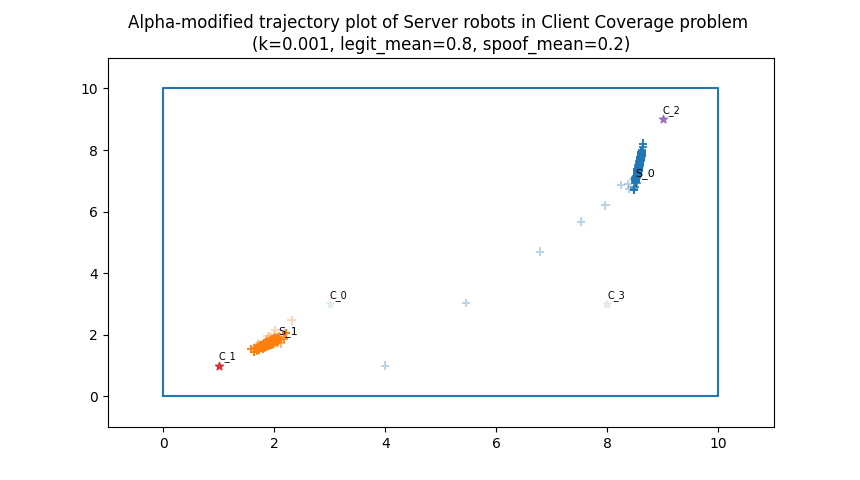 Alpha-modified trajectory plot of Server robots in Client Coverage problem
(k=0.001, legit_mean=0.8, spoof_mean=0.2)
10
8
6
4
2
0
C_2
S_0
C_0
C_3
S_1
C_1
0 2 4 6 8 10